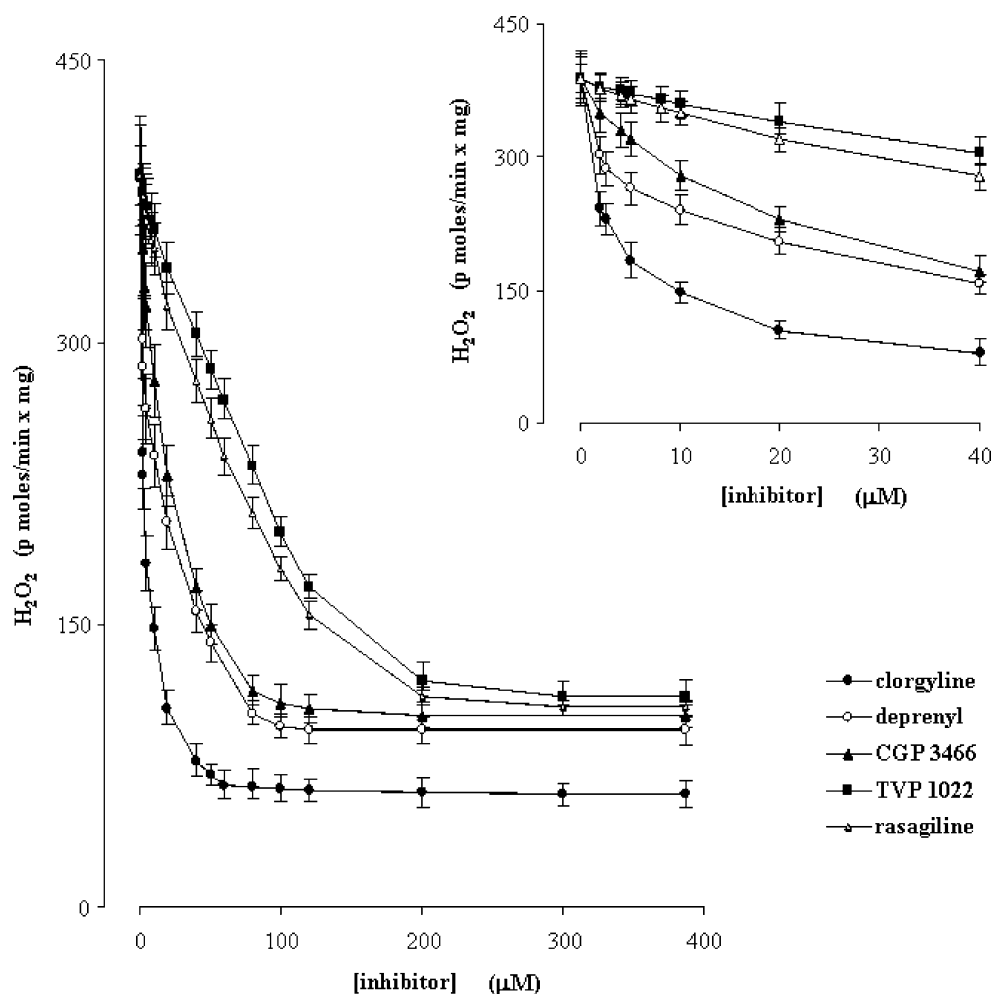 450
300
150
0
H₂O₂ (p moles/min x mg)
0 100 200 300 400
[inhibitor] (μM)
450
300
150
0
H₂O₂ (p moles/min x mg)
0 10 20 30 40
[inhibitor] (μM)
clorgyline
deprenyl
CGP 3466
TVP 1022
rasagiline